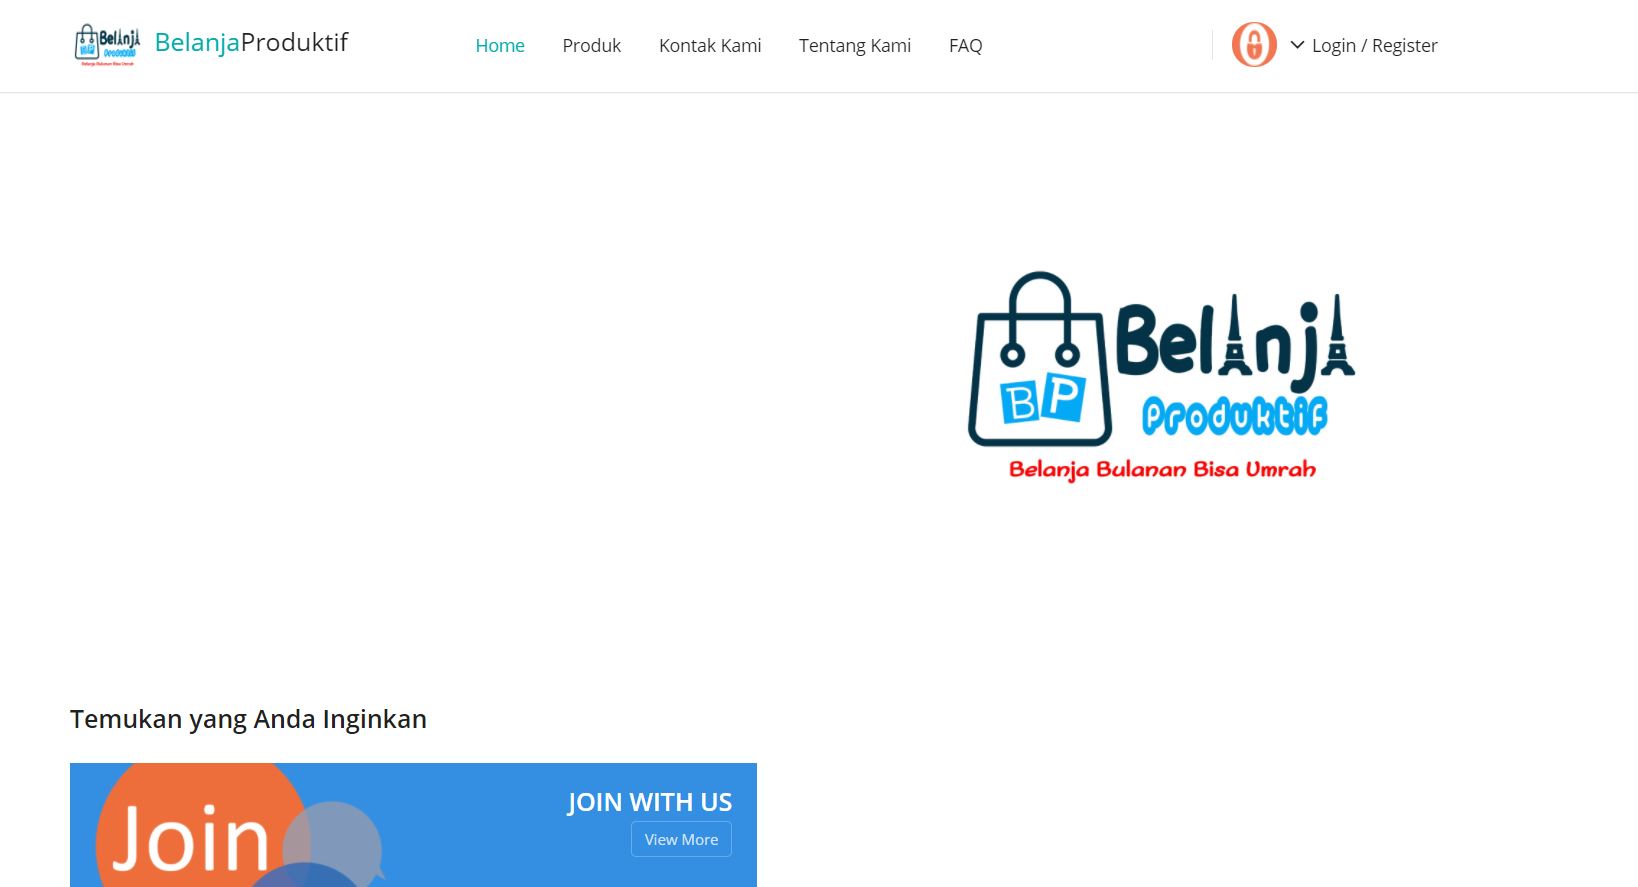 BelanjaProduktif
Home
Produk
Kontak Kami
Tentang Kami
FAQ
Login / Register
Belanja
BP
Produktif
Belanja Bulanan Bisa Umrah
Temukan yang Anda Inginkan
Join
JOIN WITH US
View More